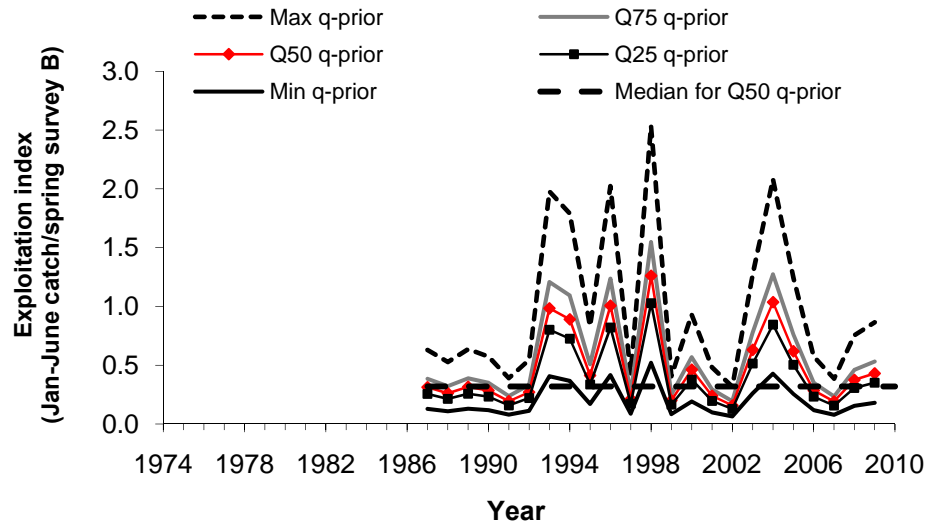 Max q-prior
Q75 q-prior
Q50 q-prior
Q25 q-prior
Min q-prior
Median for Q50 q-prior
Exploitation index
(Jan-June catch/spring survey B)
3.0
2.5
2.0
1.5
1.0
0.5
0.0
1974 1978 1982 1986 1990 1994 1998 2002 2006 2010
Year